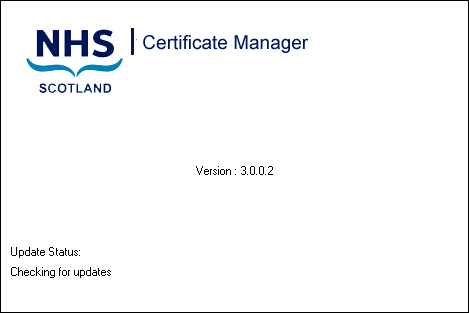 NHS
SCOTLAND
Certificate Manager
Version : 3.0.0.2
Update Status:
Checking for updates